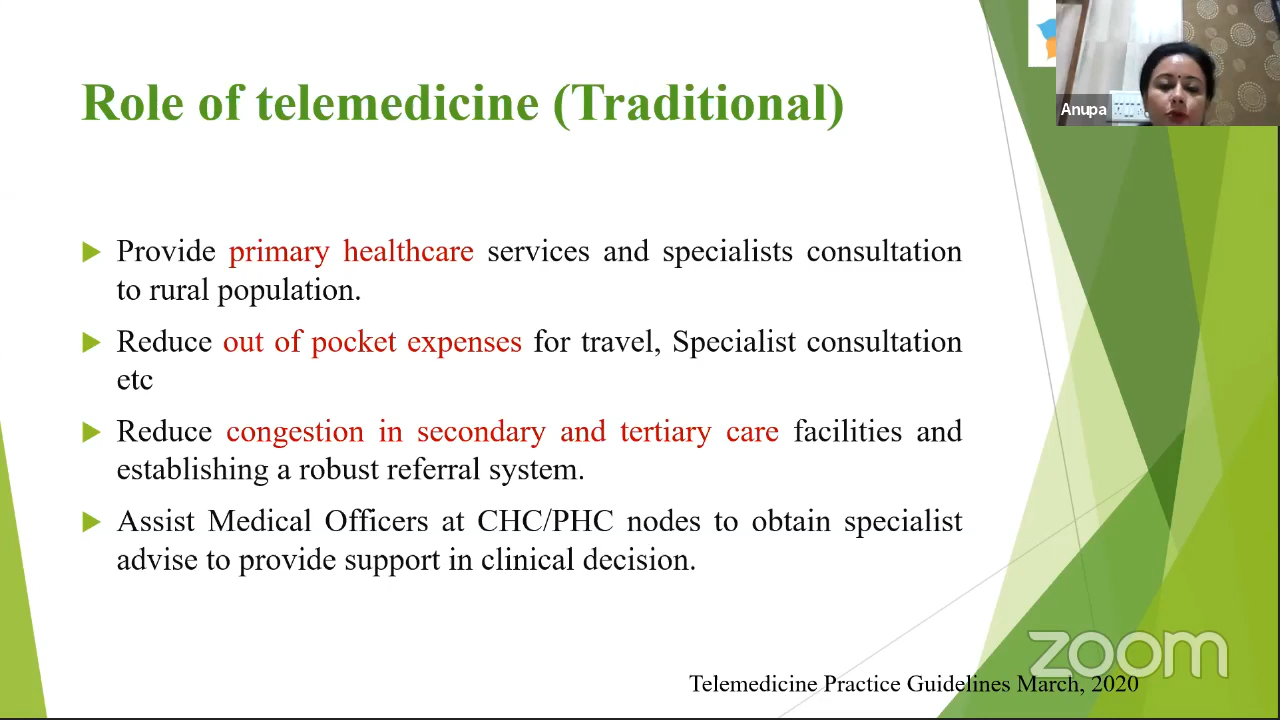 Role of telemedicine (Traditional)
Anupa
Provide primary healthcare services and specialists consultation
to rural population.
Reduce out of pocket expenses for travel, Specialist consultation
etc
Reduce congestion in secondary and tertiary care facilities and
establishing a robust referral system.
Assist Medical Officers at CHC/PHC nodes to obtain specialist
advise to provide support in clinical decision.
zoom
Telemedicine Practice Guidelines March, 2020